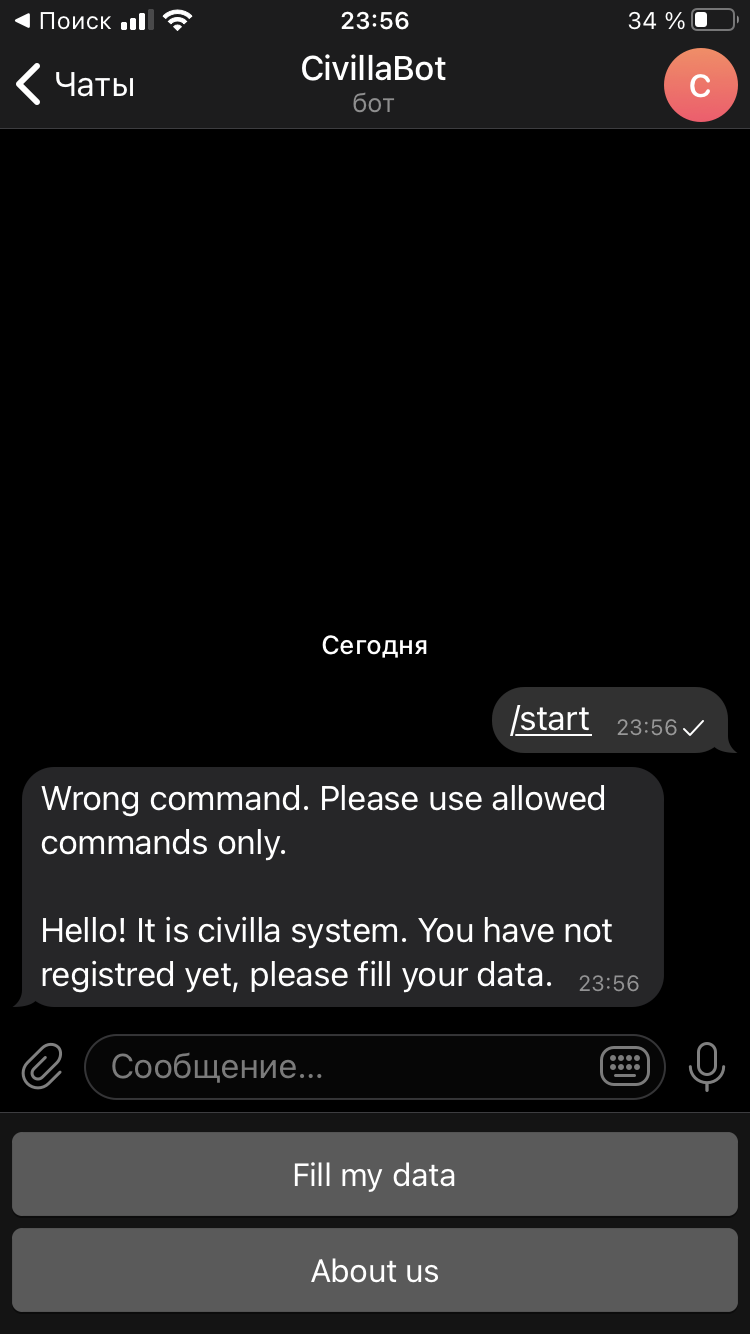 Поиск 23:56 34 %
Чаты CivillaBot C
бот
Сегодня
/start 23:56
Wrong command. Please use allowed
commands only.
Hello! It is civilla system. You have not
registred yet, please fill your data. 23:56
Сообщение...
Fill my data
About us